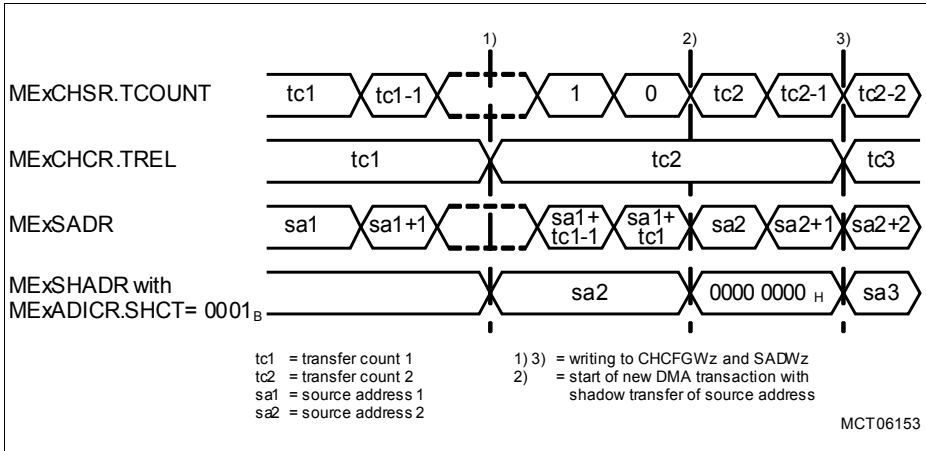 1) 2) 3)
MExCHSR.TCOUNT tc1 tc1-1 1 0 tc2 tc2-1 tc2-2
MExCHCR.TREL tc1 tc2 tc3
MExSADR sa1 sa1+1 sa1+ tc1-1 sa1+ tc1 sa2 sa2+1 sa2+2
MExSHADR with
MExADICR.SHCT= 0001B sa2 0000 0000 H sa3
tc1 = transfer count 1
tc2 = transfer count 2
sa1 = source address 1
sa2 = source address 2
1) 3) = writing to CHCFGWz and SADWz
2) = start of new DMA transaction with
shadow transfer of source address
MCT06153